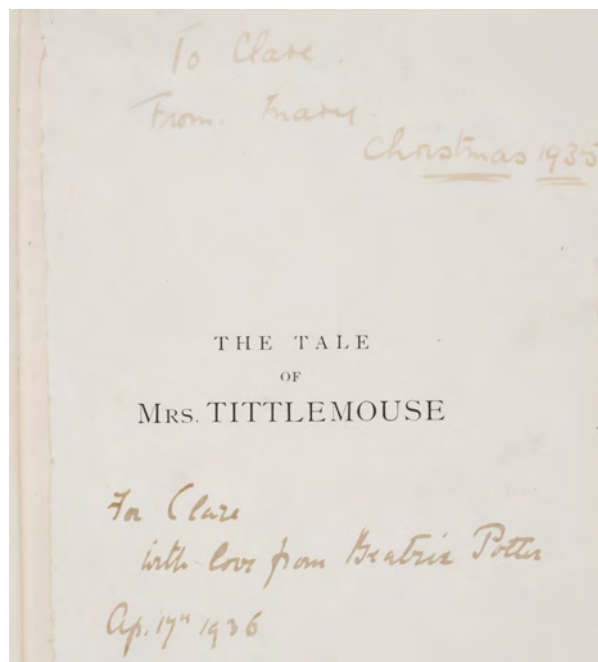 To Clare.
From. Mary.
Christmas 1935
THE TALE
OF
MRS. TITTLEMOUSE
For Clare
with love from Beatrix Potter
Ap. 17th 1936